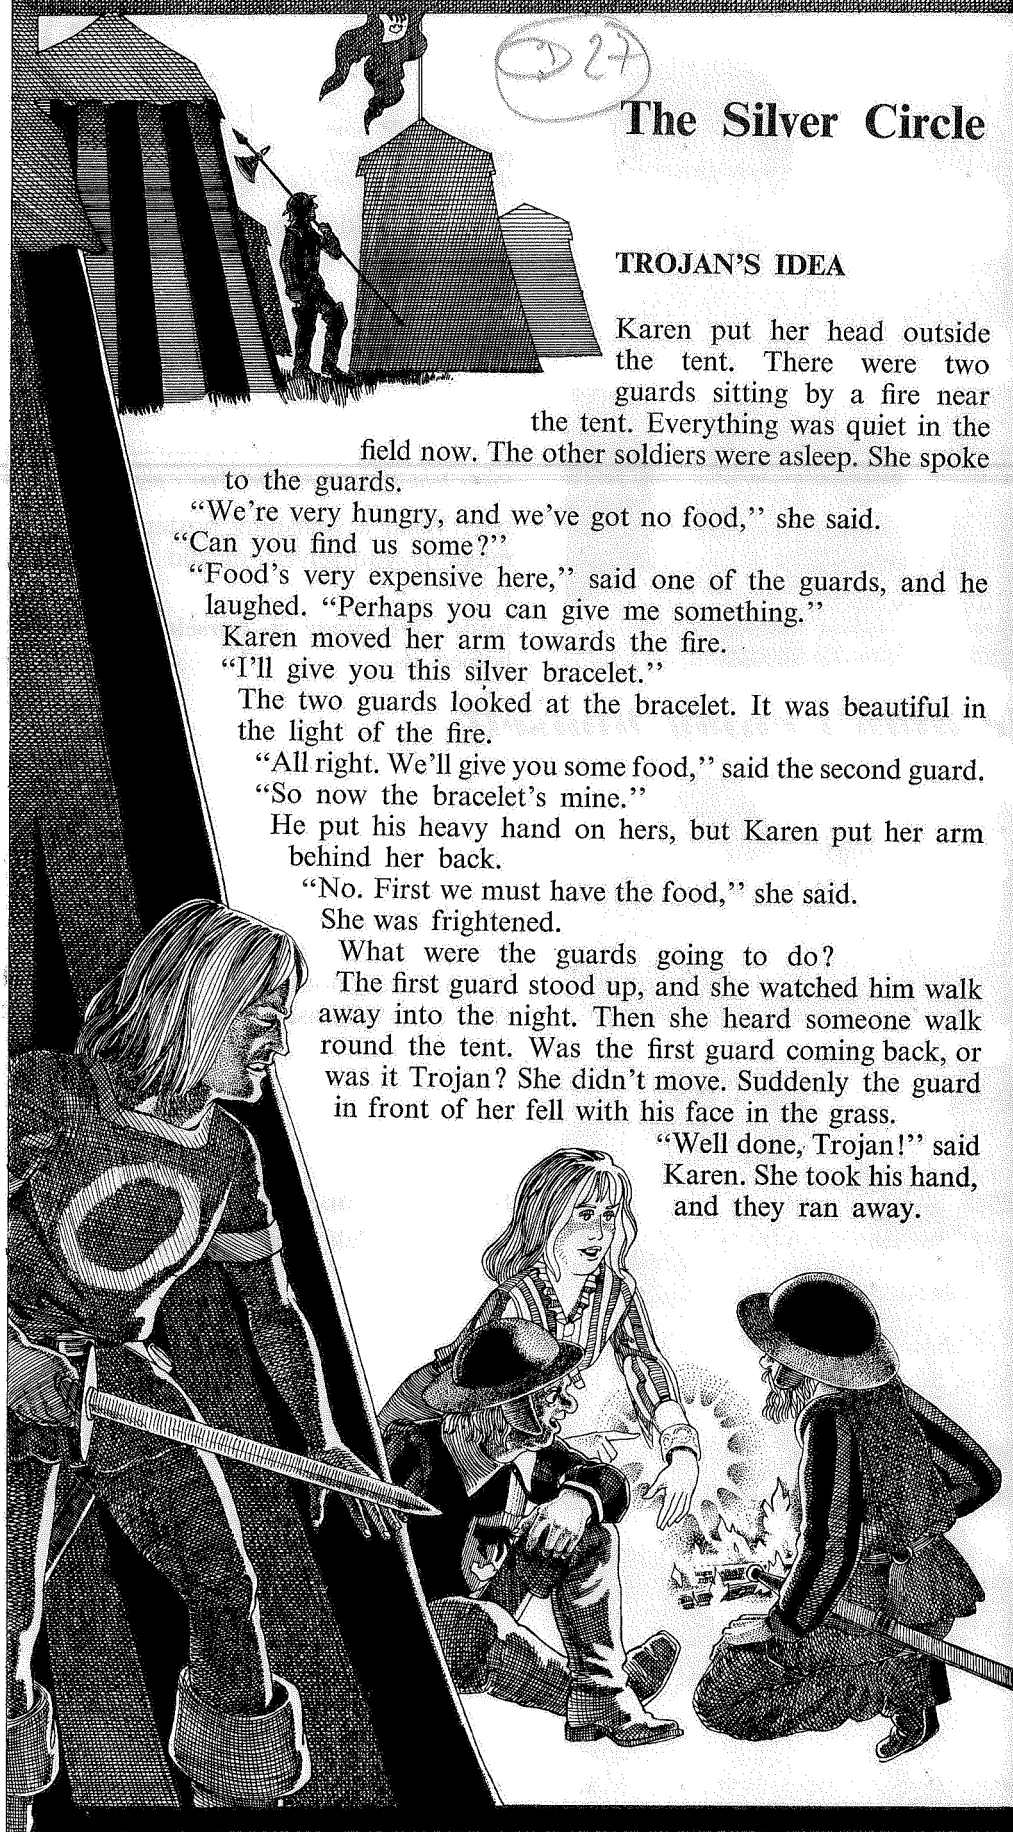 CD 27
The Silver Circle
TROJAN'S IDEA
Karen put her head outside
the tent. There were two
guards sitting by a fire near
the tent. Everything was quiet in the
field now. The other soldiers were asleep. She spoke
to the guards.
“We're very hungry, and we've got no food,” she said.
“Can you find us some?”
“Food's very expensive here,” said one of the guards, and he
laughed. “Perhaps you can give me something.”
Karen moved her arm towards the fire.
“I'll give you this silver bracelet.”
The two guards looked at the bracelet. It was beautiful in
the light of the fire.
“All right. We'll give you some food,” said the second guard.
“So now the bracelet's mine.”
He put his heavy hand on hers, but Karen put her arm
behind her back.
“No. First we must have the food,” she said.
She was frightened.
What were the guards going to do?
The first guard stood up, and she watched him walk
away into the night. Then she heard someone walk
round the tent. Was the first guard coming back, or
was it Trojan? She didn't move. Suddenly the guard
in front of her fell with his face in the grass.
“Well done, Trojan!” said
Karen. She took his hand,
and they ran away.